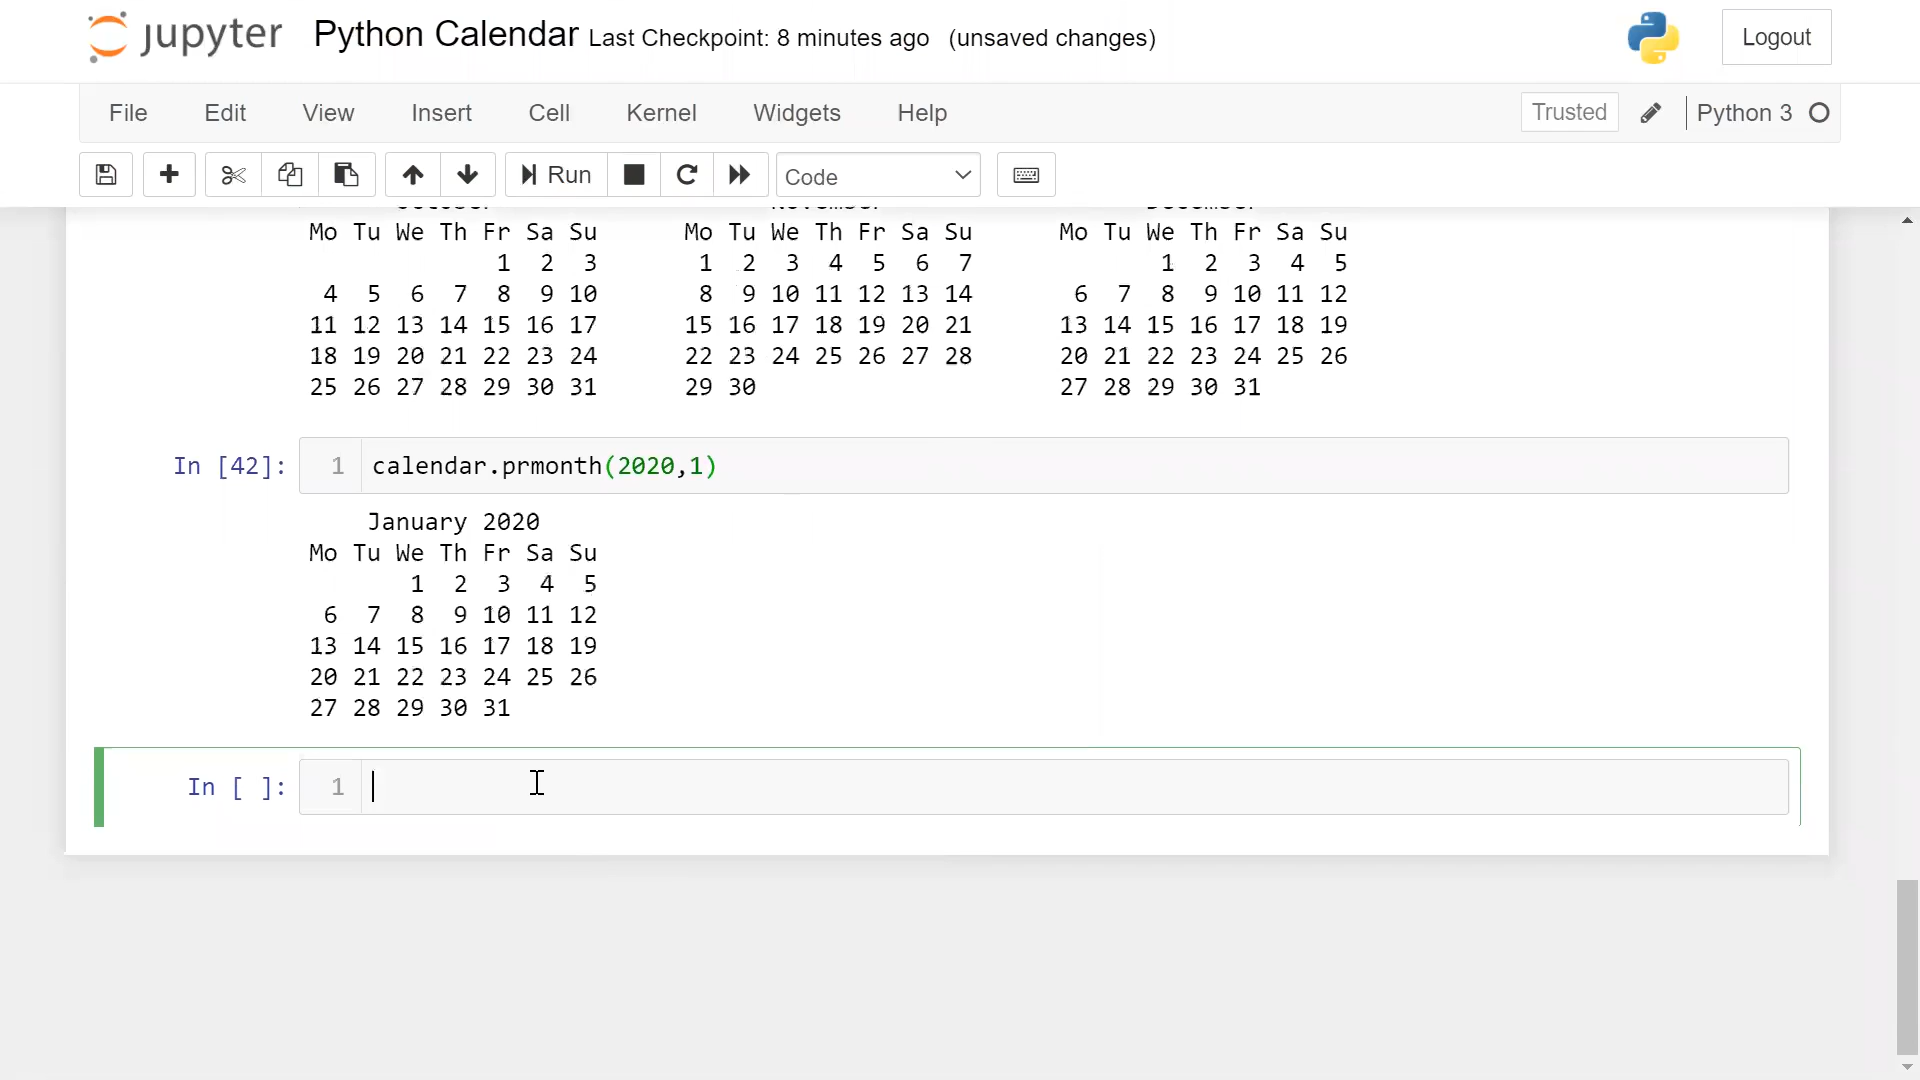 jupyter Python Calendar Last Checkpoint: 8 minutes ago (unsaved changes) Logout
File Edit View Insert Cell Kernel Widgets Help Trusted Python 3
Run Code
October November December
Mo Tu We Th Fr Sa Su Mo Tu We Th Fr Sa Su Mo Tu We Th Fr Sa Su
1 2 3 1 2 3 4 5 6 7 1 2 3 4 5
4 5 6 7 8 9 10 8 9 10 11 12 13 14 6 7 8 9 10 11 12
11 12 13 14 15 16 17 15 16 17 18 19 20 21 13 14 15 16 17 18 19
18 19 20 21 22 23 24 22 23 24 25 26 27 28 20 21 22 23 24 25 26
25 26 27 28 29 30 31 29 30 27 28 29 30 31
In [42]: 1 calendar.prmonth(2020,1)
January 2020
Mo Tu We Th Fr Sa Su
1 2 3 4 5
6 7 8 9 10 11 12
13 14 15 16 17 18 19
20 21 22 23 24 25 26
27 28 29 30 31
In [ ]: 1